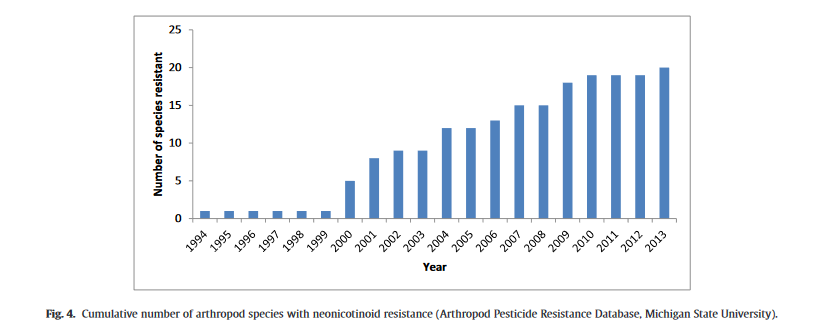 25
20
15
10
5
0
Number of species resistant
1994 1995 1996 1997 1998 1999 2000 2001 2002 2003 2004 2005 2006 2007 2008 2009 2010 2011 2012 2013
Year
Fig. 4. Cumulative number of arthropod species with neonicotinoid resistance (Arthropod Pesticide Resistance Database, Michigan State University).